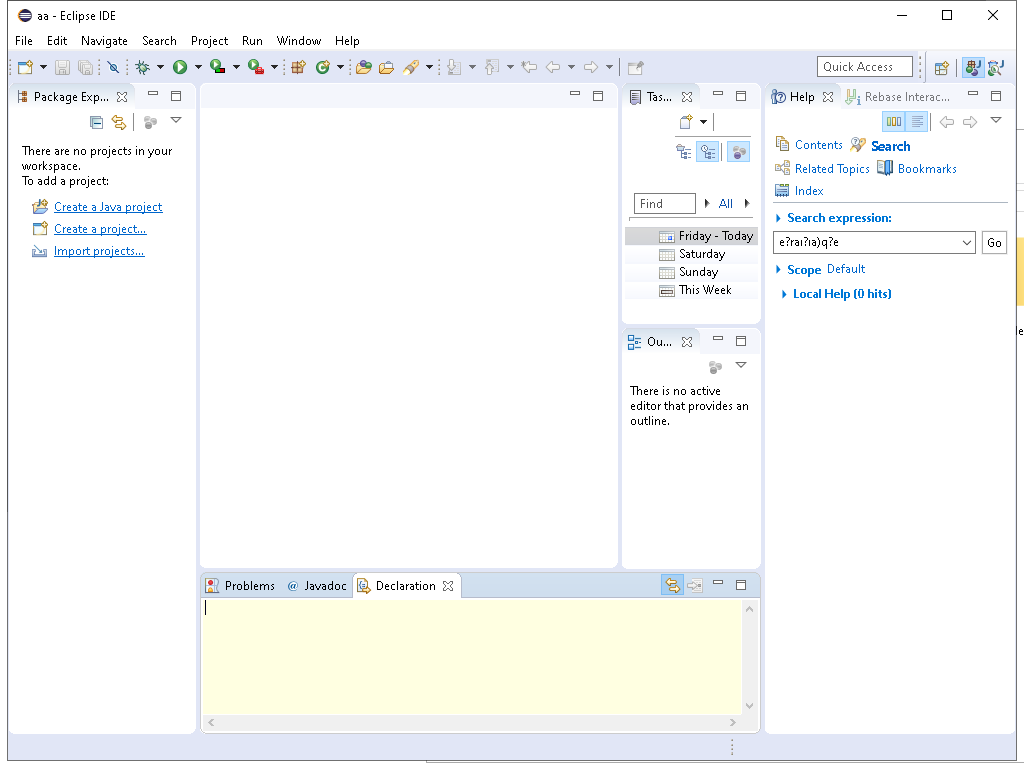 aa - Eclipse IDE
File Edit Navigate Search Project Run Window Help
Quick Access
Package Exp...
There are no projects in your
workspace.
To add a project:
Create a Java project
Create a project...
Import projects...
Tas...
Find
All
Friday - Today
Saturday
Sunday
This Week
Ou...
There is no active
editor that provides an
outline.
Help
Rebase Interac...
Contents
Search
Related Topics
Bookmarks
Index
Search expression:
e?raı?ıa)q?e
Go
Scope Default
Local Help (0 hits)
Problems
@ Javadoc
Declaration